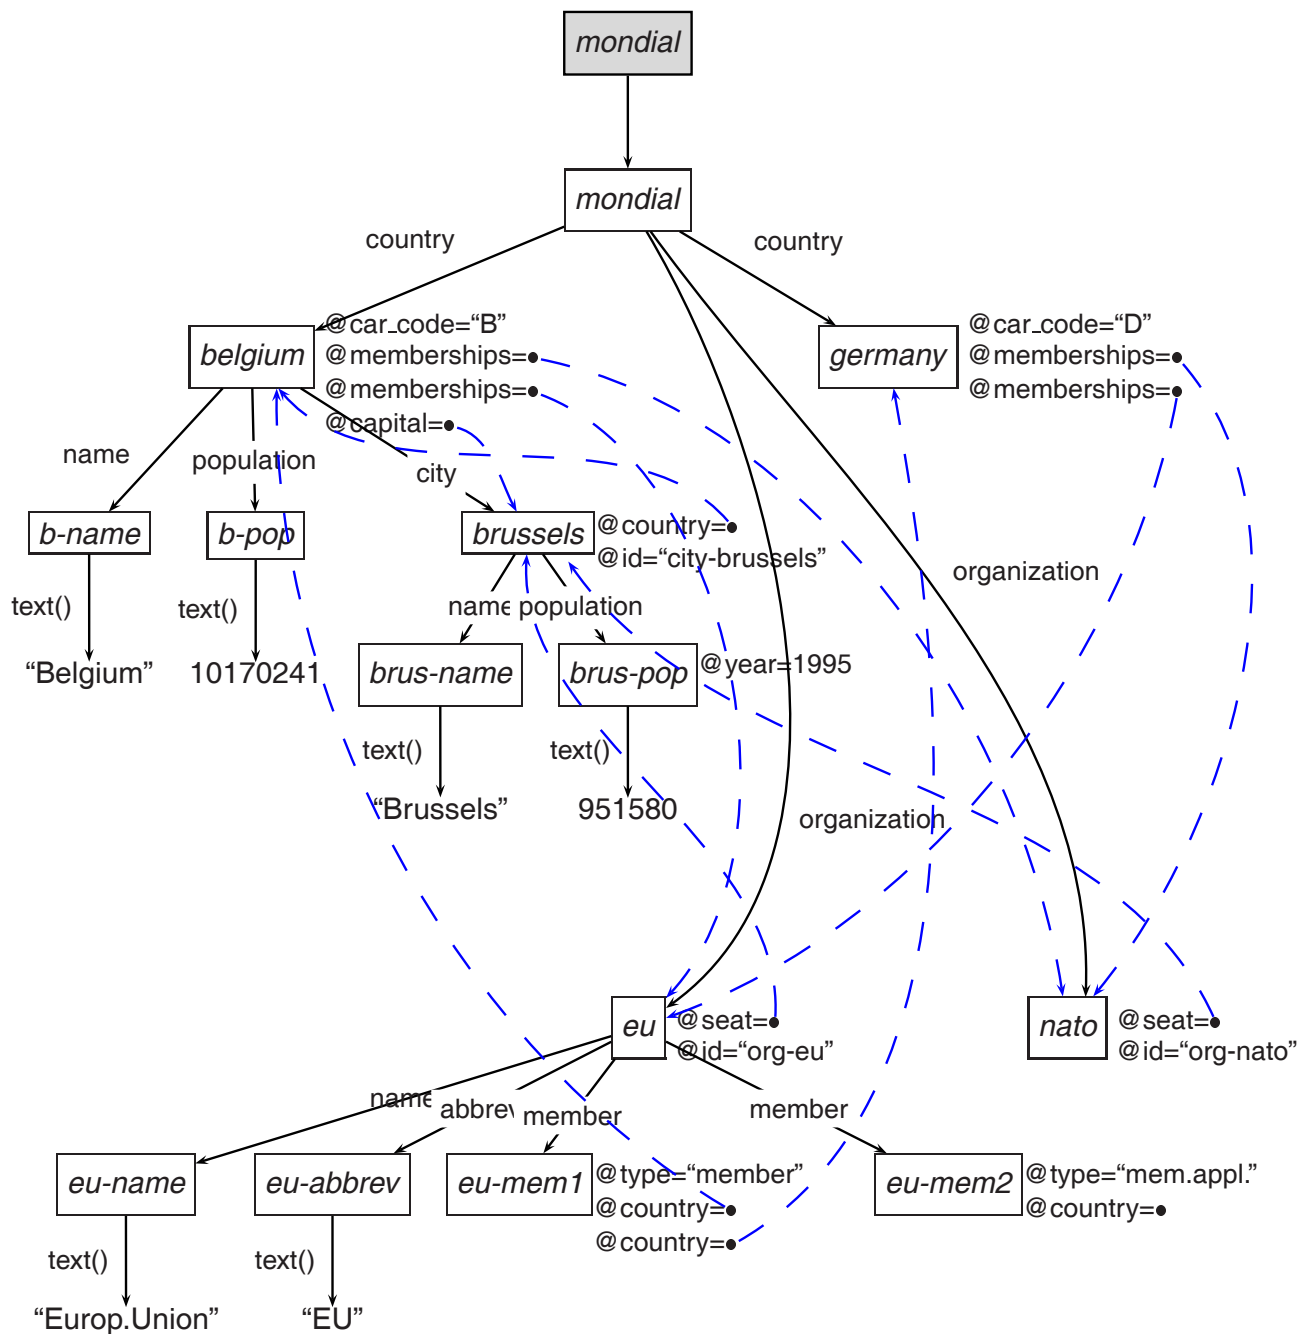 mondial
mondial
country
country
belgium
@car_code=“B”
@memberships=
@memberships=
@capital=
germany
@car_code=“D”
@memberships=
@memberships=
name
population
city
b-name
b-pop
brussels
@country=
@id=“city-brussels”
organization
text()
text()
name
population
“Belgium”
10170241
brus-name
brus-pop
@year=1995
text()
text()
“Brussels”
951580
organization
eu
@seat=
@id=“org-eu”
nato
@seat=
@id=“org-nato”
name
abbrev
member
member
eu-name
eu-abbrev
eu-mem1
@type=“member”
@country=
@country=
eu-mem2
@type=“mem.appl.”
@country=
text()
text()
“Europ.Union”
“EU”